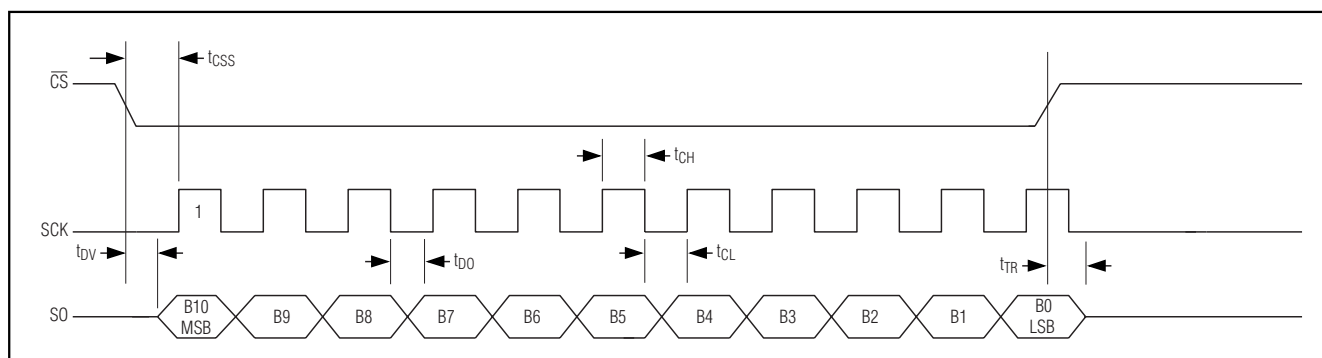 tCSS
CS
tCH
1
SCK
tDV
tDO
tCL
tTR
SO
B10
MSB
B9
B8
B7
B6
B5
B4
B3
B2
B1
B0
LSB